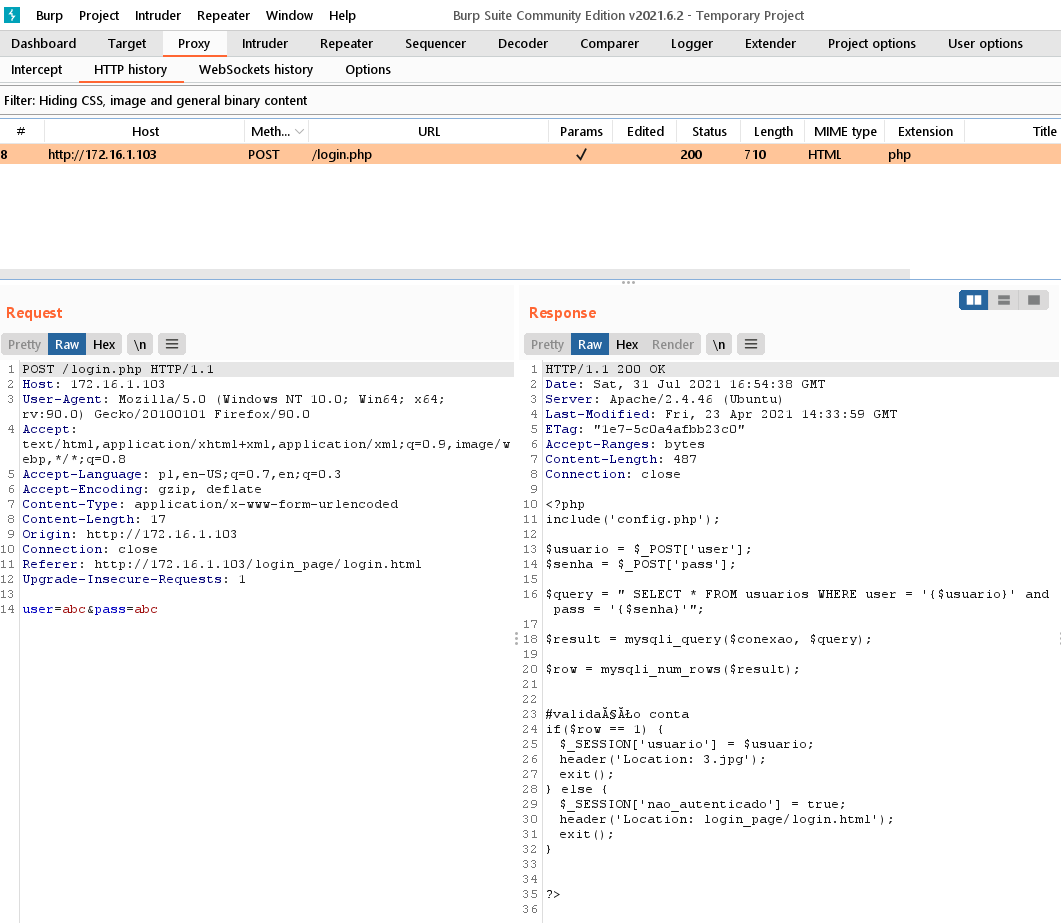 Burp Project Intruder Repeater Window Help Burp Suite Community Edition v2021.6.2 - Temporary Project
Dashboard Target Proxy Intruder Repeater Sequencer Decoder Comparer Logger Extender Project options User options
Intercept HTTP history WebSockets history Options
Filter: Hiding CSS, image and general binary content
# Host Meth... URL Params Edited Status Length MIME type Extension Title
8 http://172.16.1.103 POST /login.php ✓ 200 710 HTML php
Request
Pretty Raw Hex \n
1 POST /login.php HTTP/1.1
2 Host: 172.16.1.103
3 User-Agent: Mozilla/5.0 (Windows NT 10.0; Win64; x64;
rv:90.0) Gecko/20100101 Firefox/90.0
4 Accept:
text/html,application/xhtml+xml,application/xml;q=0.9,image/w
ebp,*/*;q=0.8
5 Accept-Language: pl,en-US;q=0.7,en;q=0.3
6 Accept-Encoding: gzip, deflate
7 Content-Type: application/x-www-form-urlencoded
8 Content-Length: 17
9 Origin: http://172.16.1.103
10 Connection: close
11 Referer: http://172.16.1.103/login_page/login.html
12 Upgrade-Insecure-Requests: 1
13
14 user=abc&pass=abc
Response
Pretty Raw Hex Render \n
1 HTTP/1.1 200 OK
2 Date: Sat, 31 Jul 2021 16:54:38 GMT
3 Server: Apache/2.4.46 (Ubuntu)
4 Last-Modified: Fri, 23 Apr 2021 14:33:59 GMT
5 ETag: "1e7-5c0a4afbb23c0"
6 Accept-Ranges: bytes
7 Content-Length: 487
8 Connection: close
9
10 <?php
11 include('config.php');
12
13 $usuario = $_POST['user'];
14 $senha = $_POST['pass'];
15
16 $query = " SELECT * FROM usuarios WHERE user = '{$usuario}' and
pass = '{$senha}'";
17
18 $result = mysqli_query($conexao, $query);
19
20 $row = mysqli_num_rows($result);
21
22
23 #validaĂ§ĂŁo conta
24 if($row == 1) {
25 $_SESSION['usuario'] = $usuario;
26 header('Location: 3.jpg');
27 exit();
28 } else {
29 $_SESSION['nao_autenticado'] = true;
30 header('Location: login_page/login.html');
31 exit();
32 }
33
34
35 ?>
36